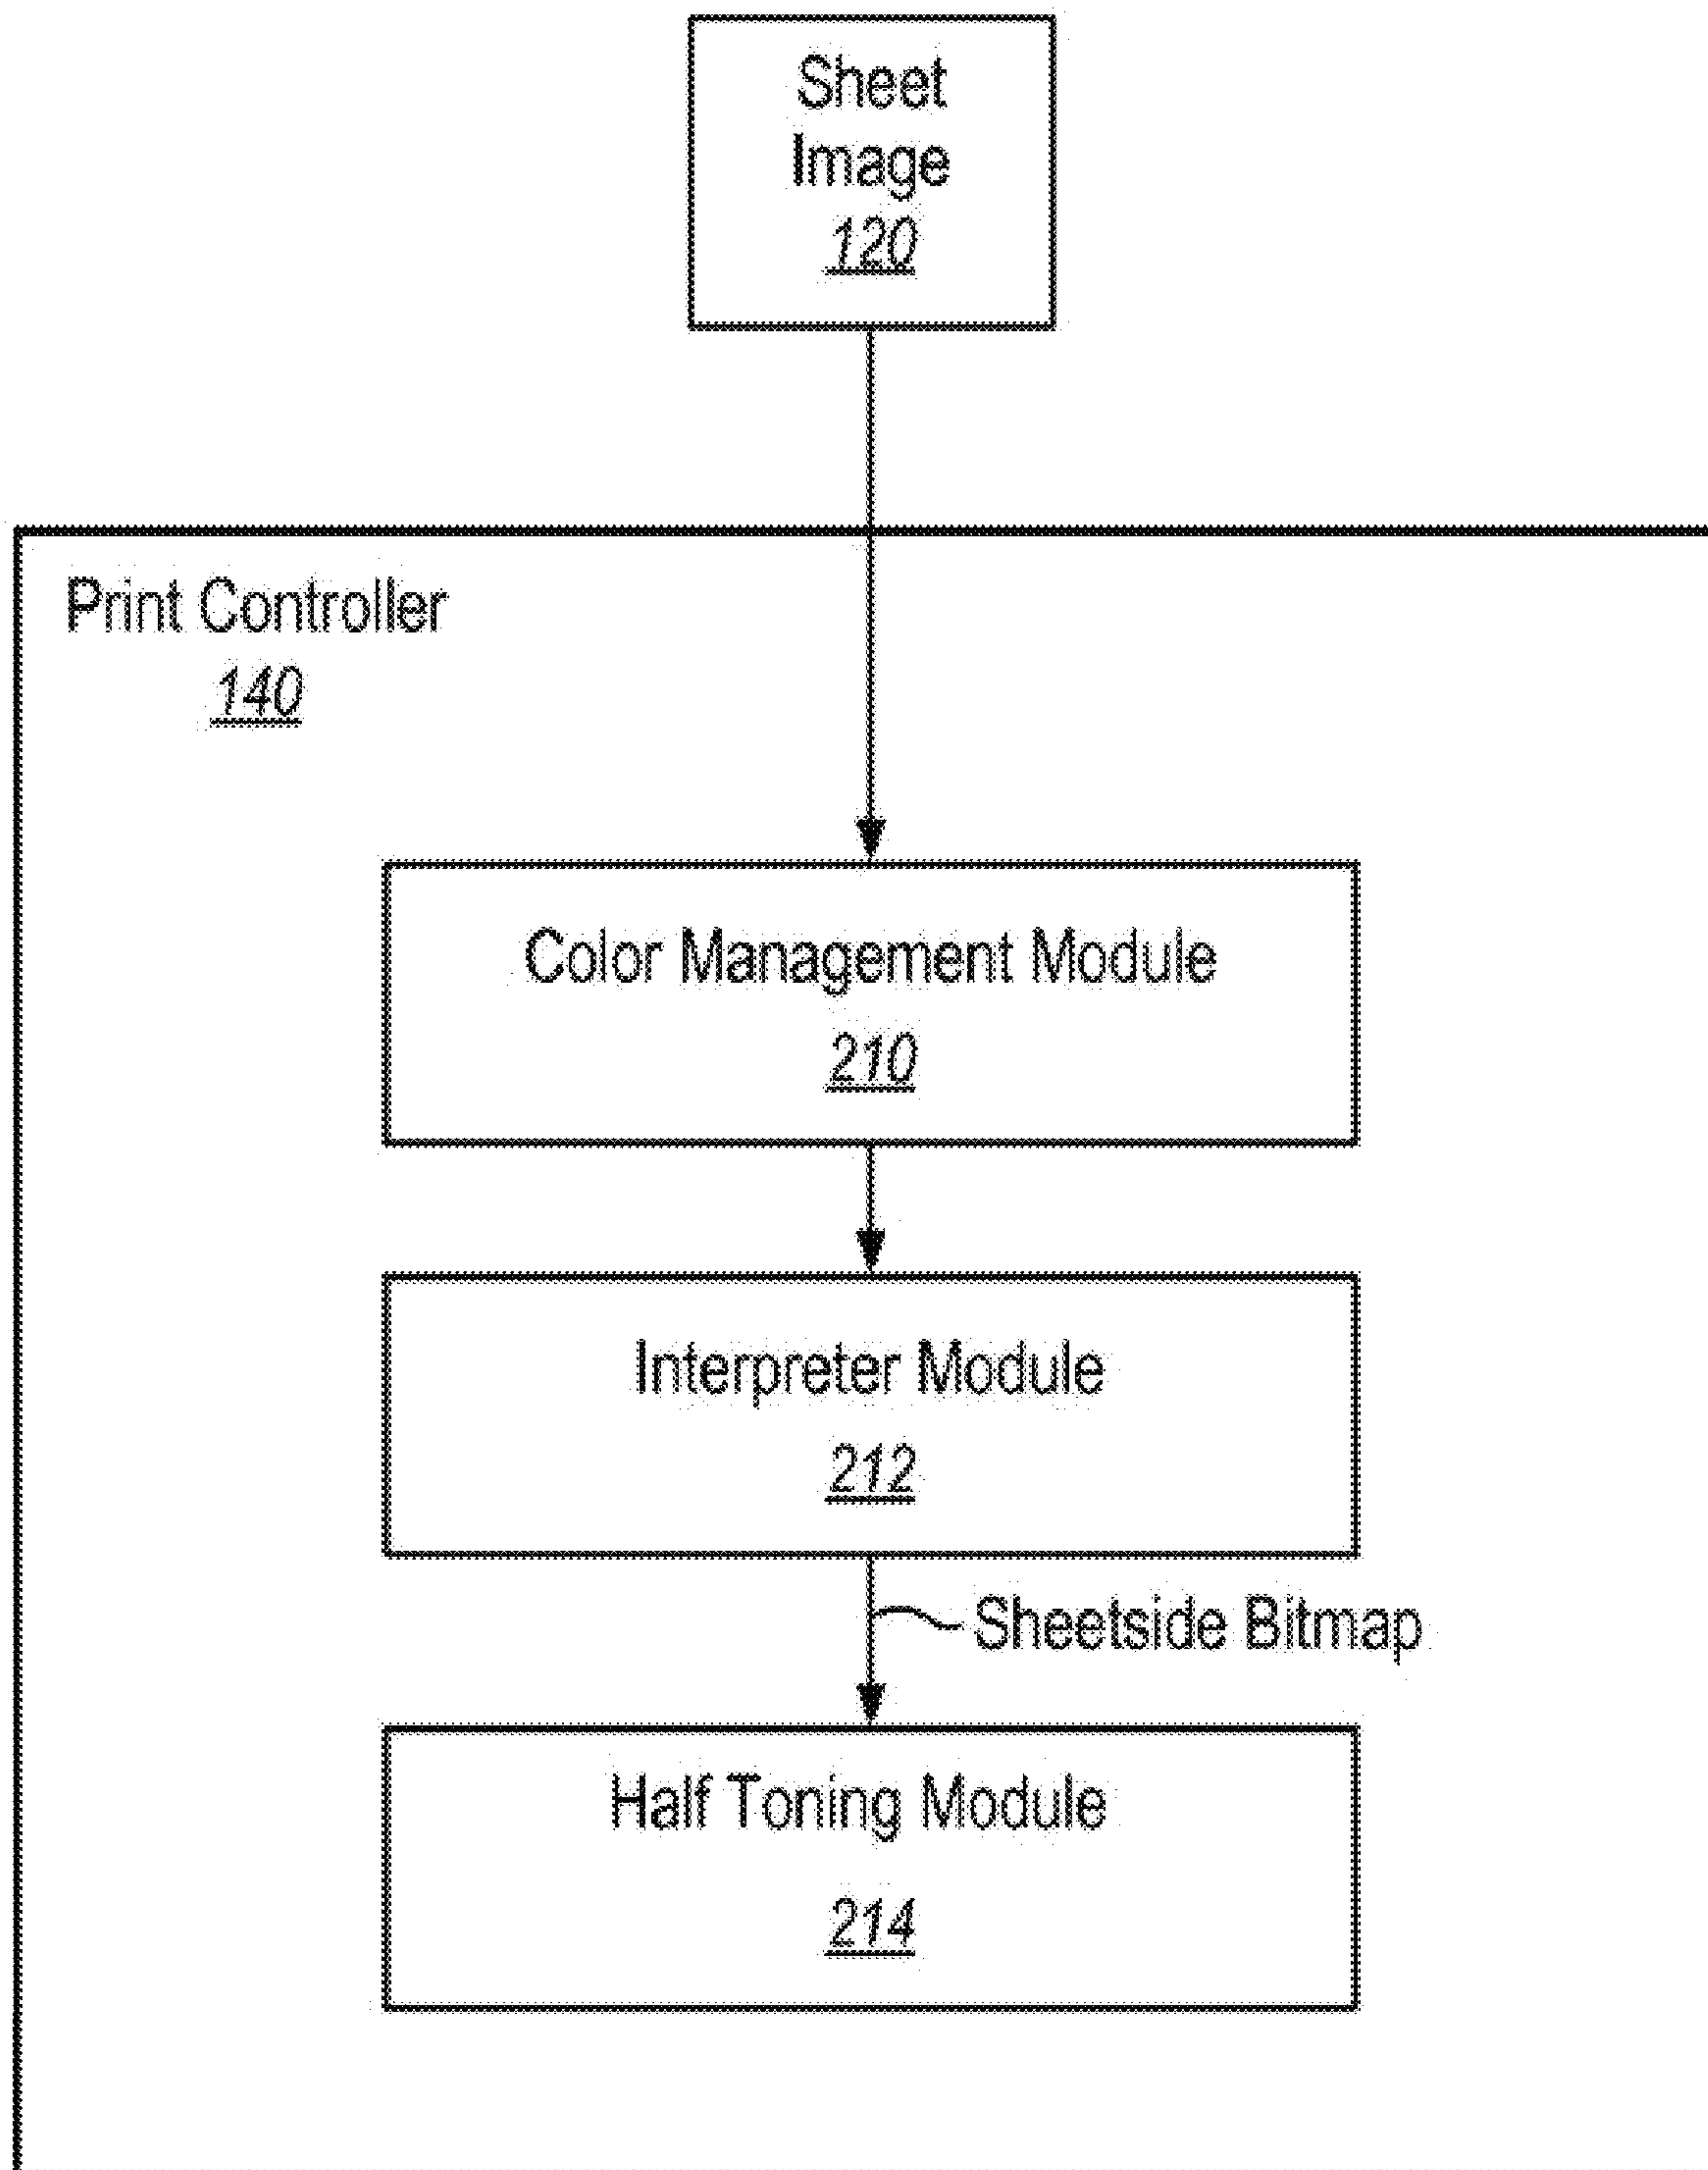 Sheet
Image
120
Print Controller
140
Color Management Module
210
Interpreter Module
212
Sheetside Bitmap
Half Toning Module
214